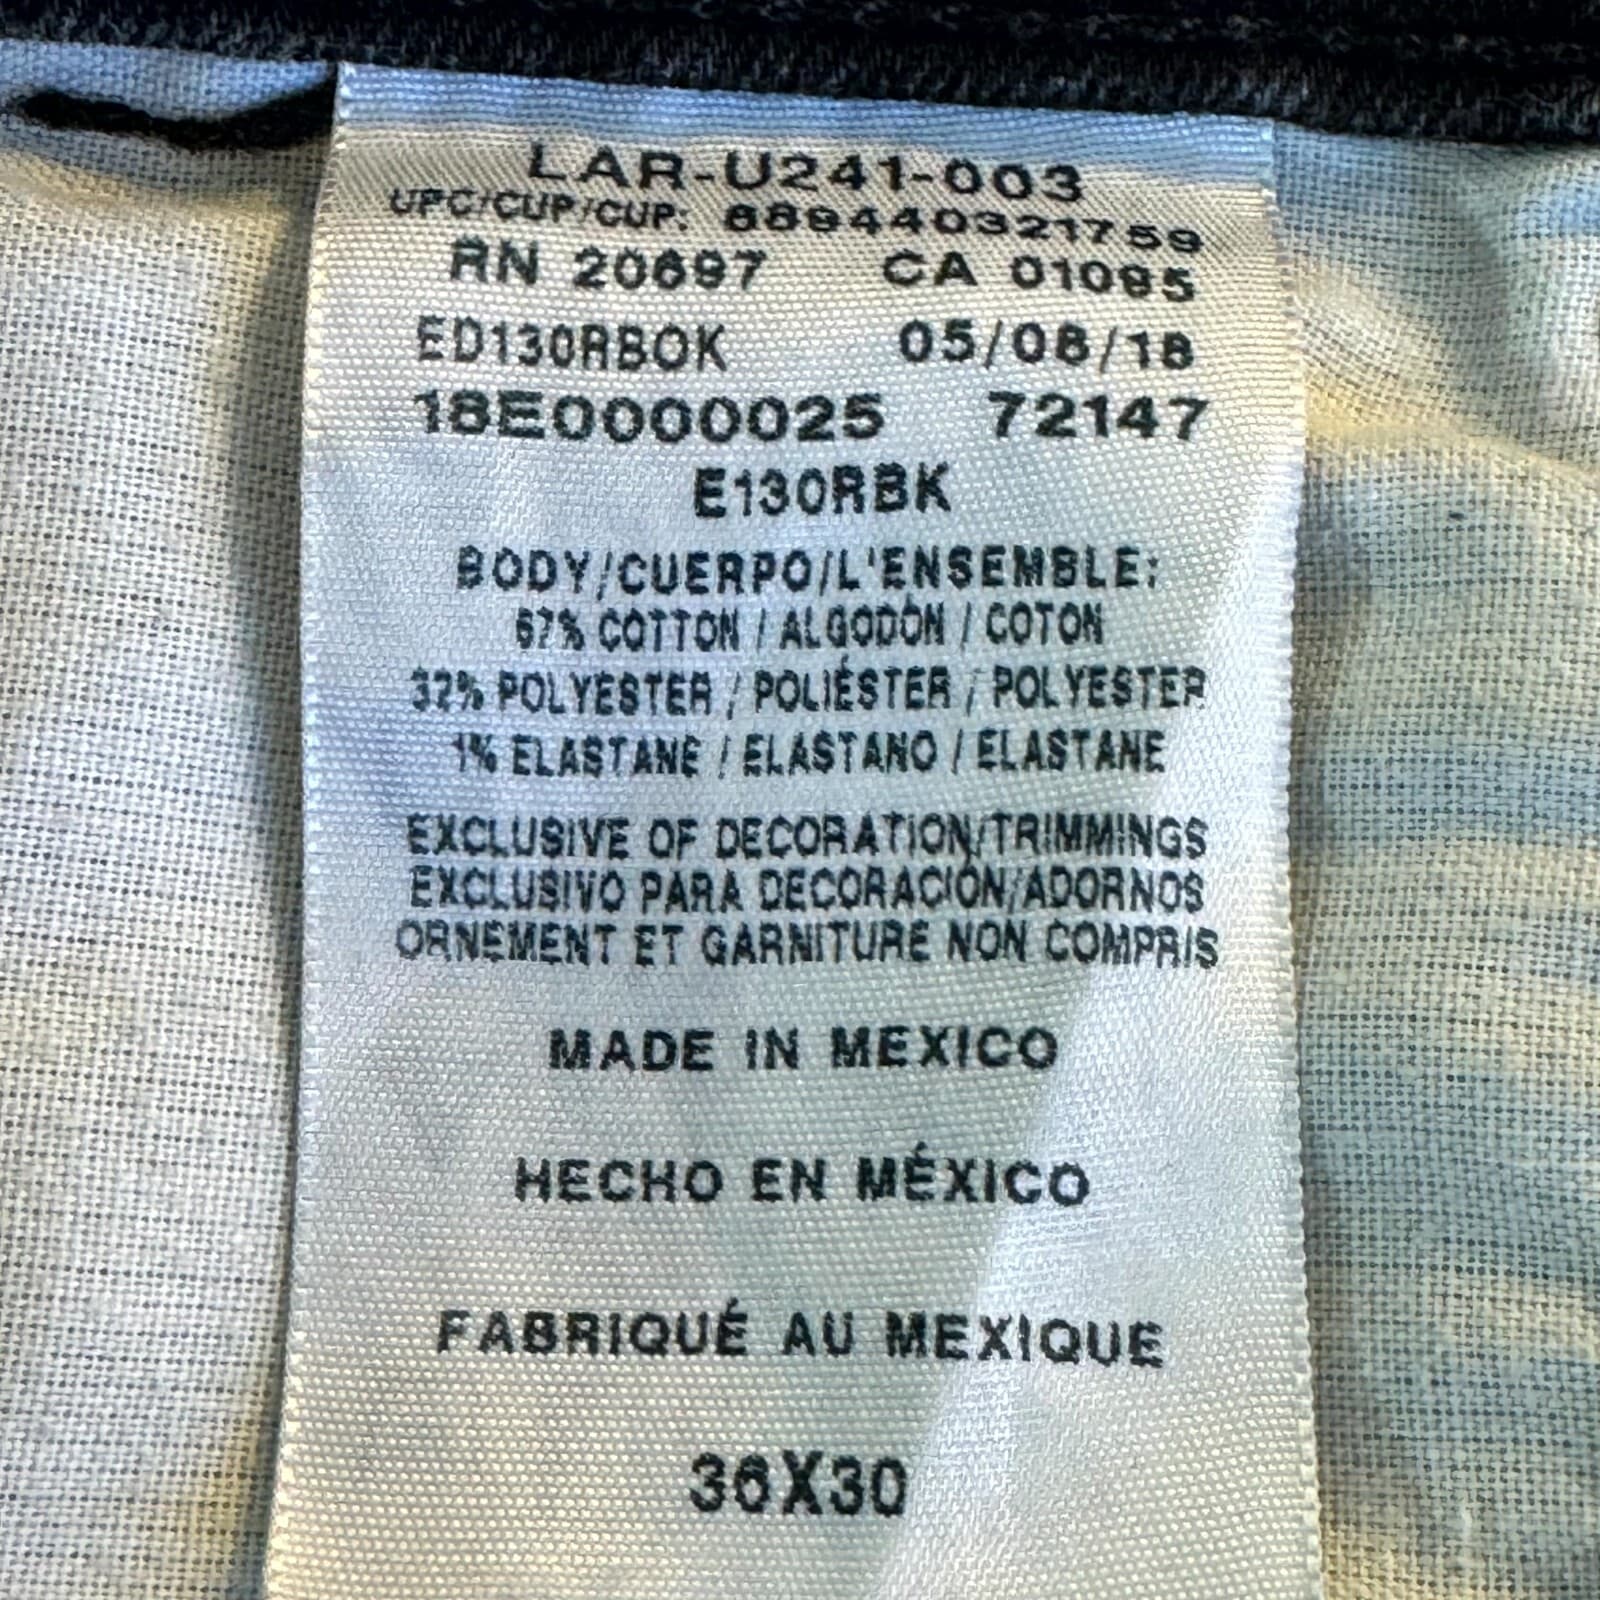 LAR-U241-003
UPC/CUP/CUP: 889440321759
RN 20697 CA 01095
ED130RBOK 05/08/18
18E0000025 72147
E130RBK
BODY/CUERPO/L'ENSEMBLE:
67% COTTON / ALGODÓN / COTON
32% POLYESTER / POLIÉSTER / POLYESTER
1% ELASTANE / ELASTANO / ELASTANE
EXCLUSIVE OF DECORATION/TRIMMINGS
EXCLUSIVO PARA DECORACIÓN/ADORNOS
ORNEMENT ET GARNITURE NON COMPRIS
MADE IN MEXICO
HECHO EN MÉXICO
FABRIQUÉ AU MEXIQUE
36X30